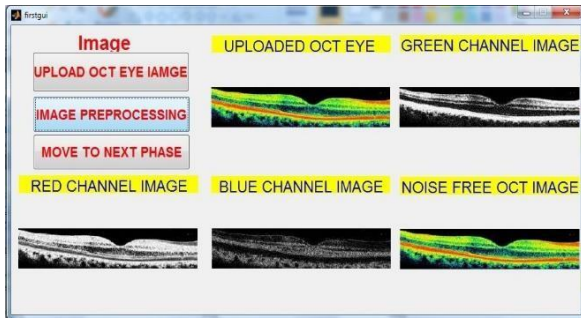 firstgui
Image
UPLOAD OCT EYE IAMGE
IMAGE PREPROCESSING
MOVE TO NEXT PHASE
UPLOADED OCT EYE
GREEN CHANNEL IMAGE
RED CHANNEL IMAGE
BLUE CHANNEL IMAGE
NOISE FREE OCT IMAGE